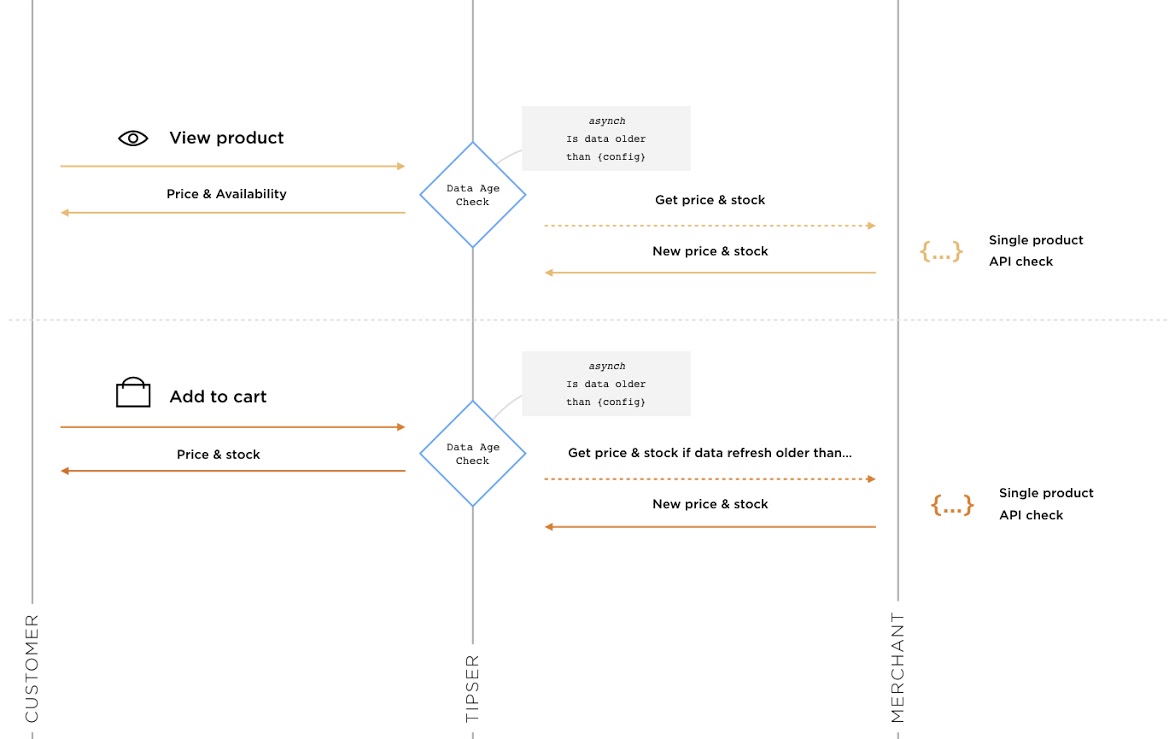 View product
Price & Availability
Data Age
Check
asynch
Is data older
than {config}
Get price & stock
New price & stock
{...}
Single product
API check
Add to cart
Price & stock
Data Age
Check
asynch
Is data older
than {config}
Get price & stock if data refresh older than...
New price & stock
{...}
Single product
API check
CUSTOMER
TIPSER
MERCHANT